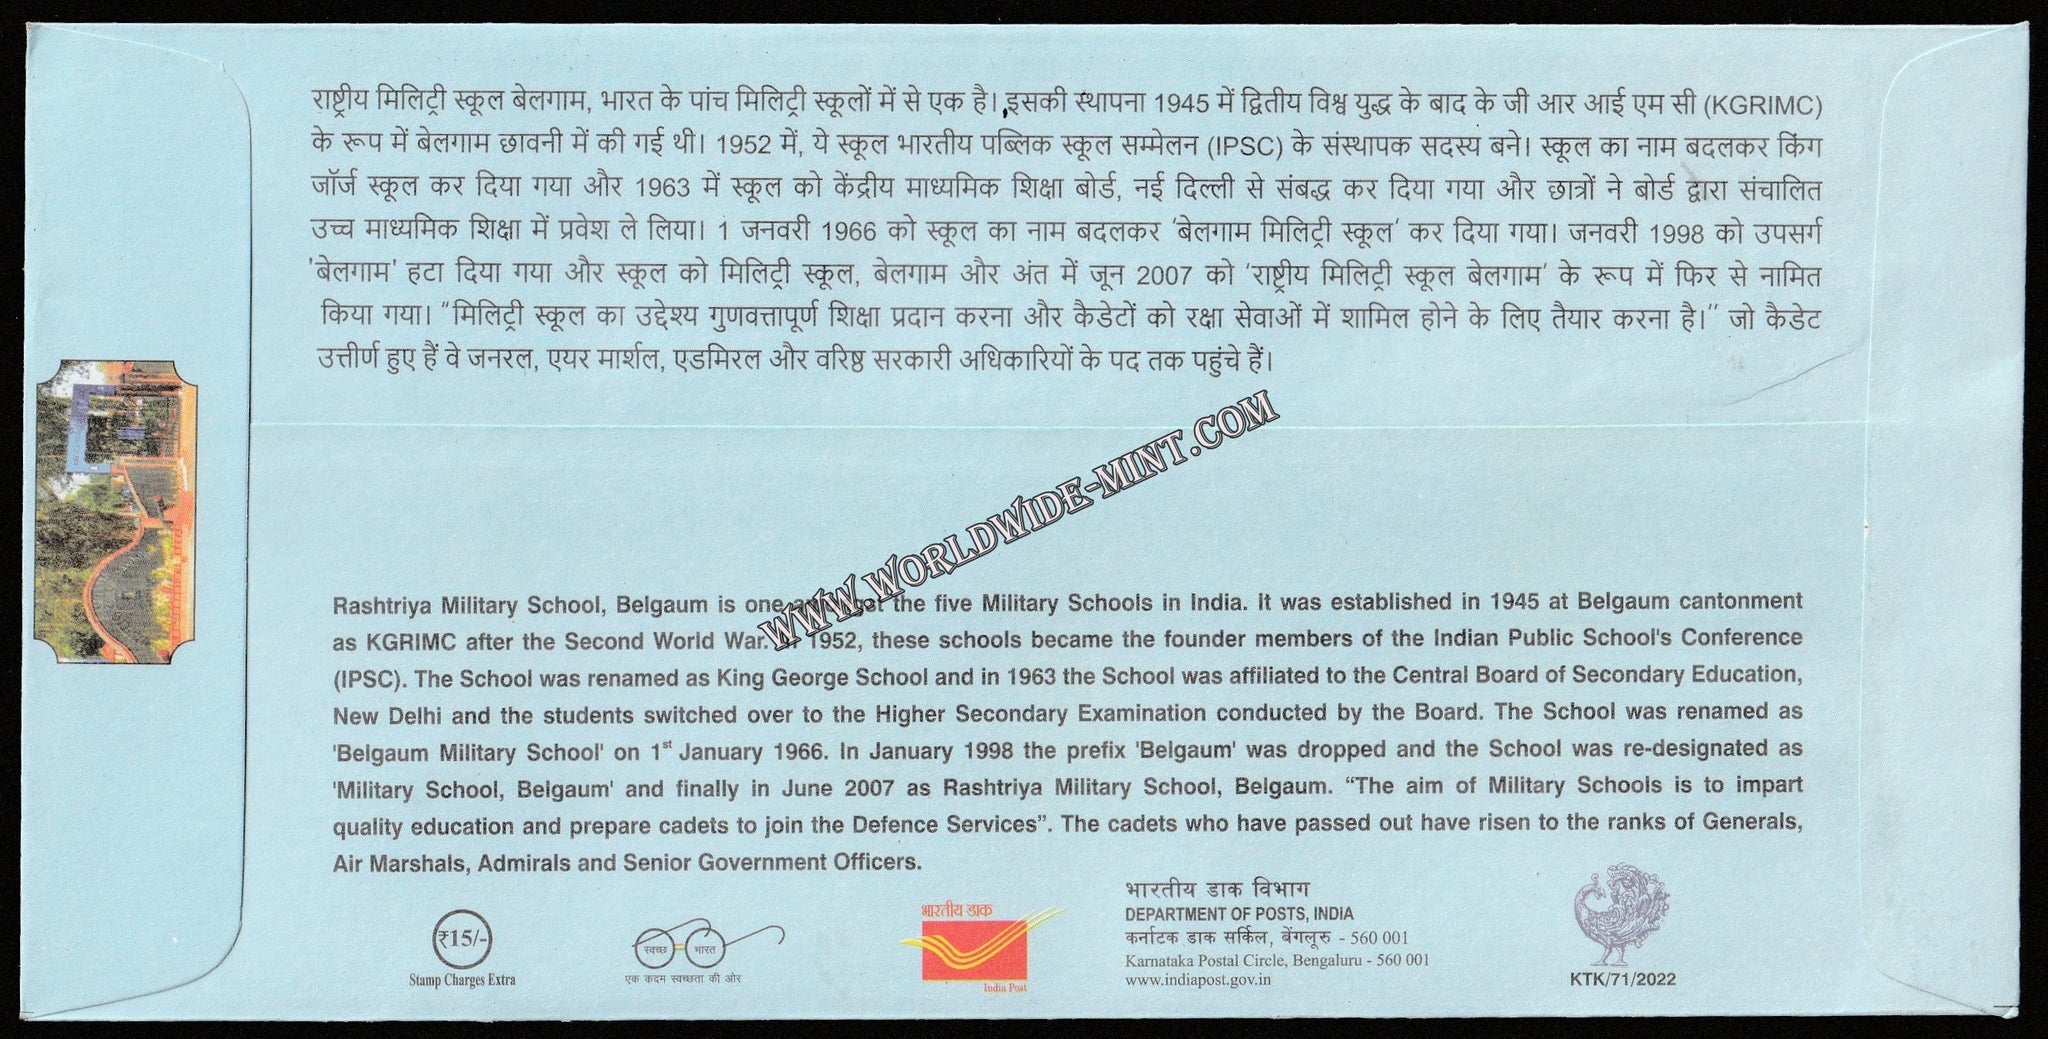 राष्ट्रीय मिलिट्री स्कूल बेलगाम, भारत के पांच मिलिट्री स्कूलों में से एक है। इसकी स्थापना 1945 में द्वितीय विश्व युद्ध के बाद के जी आर आई एम सी (KGRIMC)
के रूप में बेलगाम छावनी में की गई थी। 1952 में, ये स्कूल भारतीय पब्लिक स्कूल सम्मेलन (IPSC) के संस्थापक सदस्य बने। स्कूल का नाम बदलकर किंग
जॉर्ज स्कूल कर दिया गया और 1963 में स्कूल को केंद्रीय माध्यमिक शिक्षा बोर्ड, नई दिल्ली से संबद्ध कर दिया गया और छात्रों ने बोर्ड द्वारा संचालित
उच्च माध्यमिक शिक्षा में प्रवेश ले लिया। 1 जनवरी 1966 को स्कूल का नाम बदलकर 'बेलगाम मिलिट्री स्कूल' कर दिया गया। जनवरी 1998 को उपसर्ग
'बेलगाम' हटा दिया गया और स्कूल को मिलिट्री स्कूल, बेलगाम और अंत में जून 2007 को 'राष्ट्रीय मिलिट्री स्कूल बेलगाम' के रूप में फिर से नामित
किया गया। "मिलिट्री स्कूल का उद्देश्य गुणवत्तापूर्ण शिक्षा प्रदान करना और कैडेटों को रक्षा सेवाओं में शामिल होने के लिए तैयार करना है।" जो कैडेट
उत्तीर्ण हुए हैं वे जनरल, एयर मार्शल, एडमिरल और वरिष्ठ सरकारी अधिकारियों के पद तक पहुंचे हैं।
WWW.WORLDWIDE-MINT.COM
Rashtriya Military School, Belgaum is one the five Military Schools in India. It was established in 1945 at Belgaum cantonment
as KGRIMC after the Second World War. 1952, these schools became the founder members of the Indian Public School's Conference
(IPSC). The School was renamed as King George School and in 1963 the School was affiliated to the Central Board of Secondary Education,
New Delhi and the students switched over to the Higher Secondary Examination conducted by the Board. The School was renamed as
'Belgaum Military School' on 1st January 1966. In January 1998 the prefix 'Belgaum' was dropped and the School was re-designated as
'Military School, Belgaum' and finally in June 2007 as Rashtriya Military School, Belgaum. “The aim of Military Schools is to impart
quality education and prepare cadets to join the Defence Services”. The cadets who have passed out have risen to the ranks of Generals,
Air Marshals, Admirals and Senior Government Officers.
₹15/-
Stamp Charges Extra
स्वच्छ भारत
एक कदम स्वच्छता की ओर
भारतीय डाक
India Post
भारतीय डाक विभाग
DEPARTMENT OF POSTS, INDIA
कर्नाटक डाक सर्किल, बेंगलूरु - 560 001
Karnataka Postal Circle, Bengaluru - 560 001
www.indiapost.gov.in
KTK/71/2022